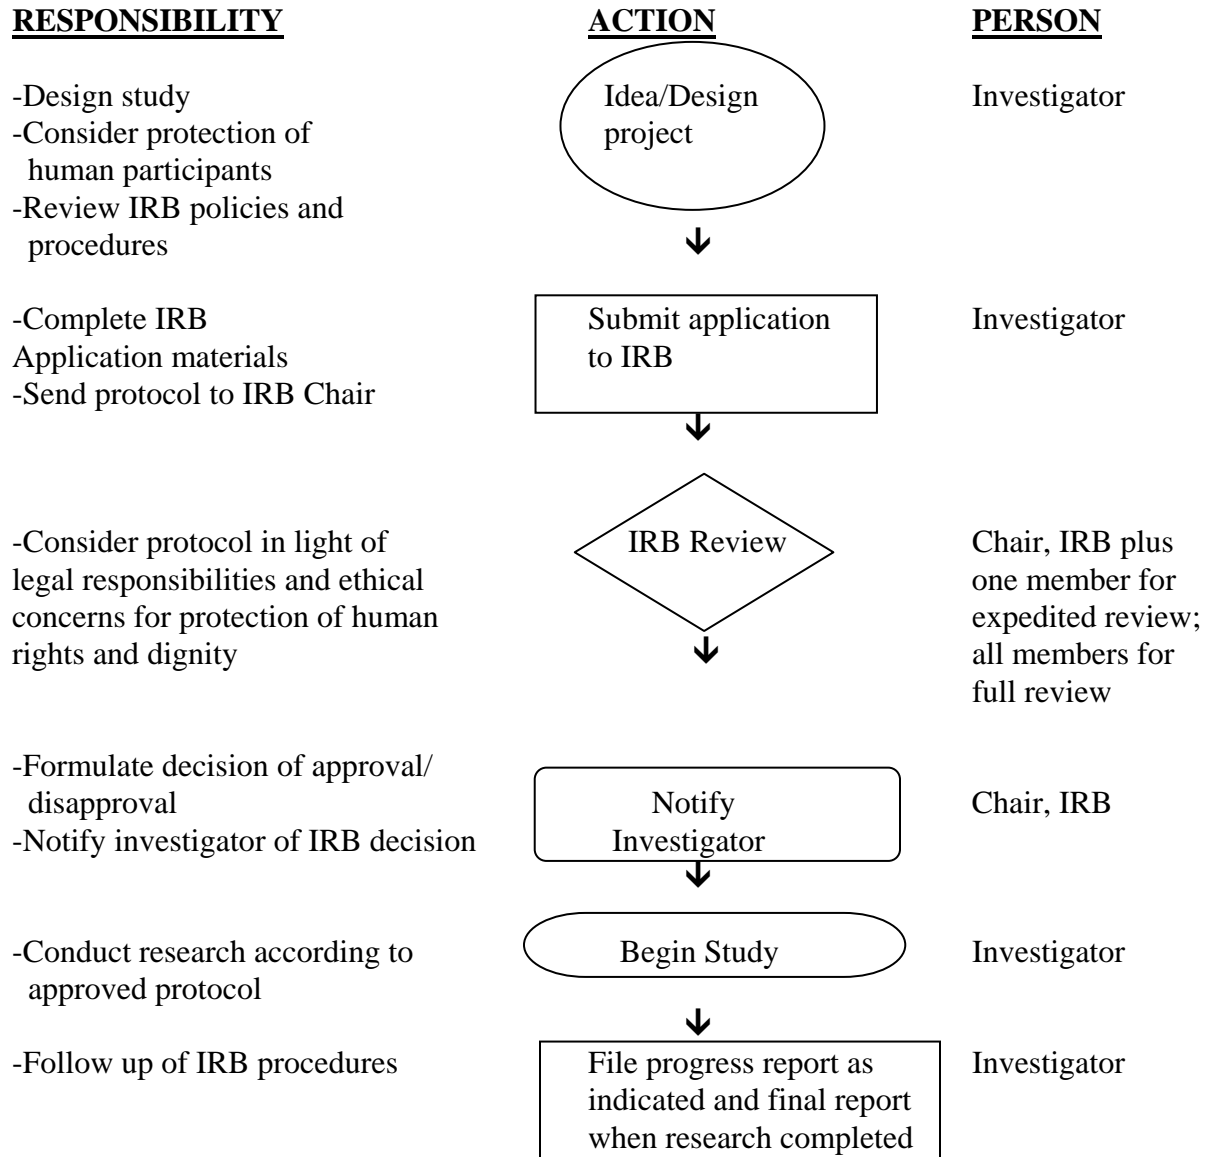 RESPONSIBILITY ACTION PERSON
-Design study Idea/Design Investigator
-Consider protection of project
human participants
-Review IRB policies and
procedures
-Complete IRB Submit application Investigator
Application materials to IRB
-Send protocol to IRB Chair
-Consider protocol in light of IRB Review Chair, IRB plus
legal responsibilities and ethical one member for
concerns for protection of human expedited review;
rights and dignity all members for
full review
-Formulate decision of approval/
disapproval Notify Chair, IRB
-Notify investigator of IRB decision Investigator
-Conduct research according to Begin Study Investigator
approved protocol
-Follow up of IRB procedures File progress report as Investigator
indicated and final report
when research completed